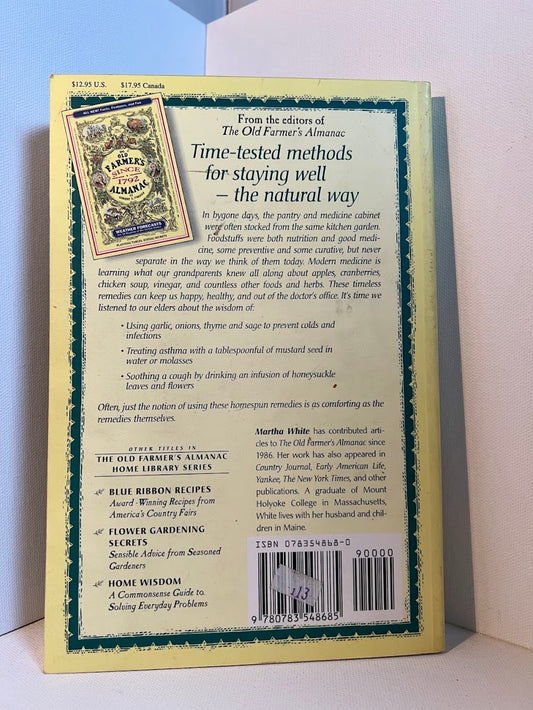 $12.95 U.S. $17.95 Canada
ALL NEW! Facts, Features, and Fun
OLD
FARMER'S
SINCE
1792
ALMANAC
WEATHER FORECASTS
From the editors of
The Old Farmer's Almanac
Time-tested methods
for staying well
– the natural way
In bygone days, the pantry and medicine cabinet
were often stocked from the same kitchen garden.
Foodstuffs were both nutrition and good medi-
cine, some preventive and some curative, but never
separate in the way we think of them today. Modern medicine is
learning what our grandparents knew all along about apples, cranberries,
chicken soup, vinegar, and countless other foods and herbs. These timeless
remedies can keep us happy, healthy, and out of the doctor's office. It's time we
listened to our elders about the wisdom of:
• Using garlic, onions, thyme and sage to prevent colds and
infections
• Treating asthma with a tablespoonful of mustard seed in
water or molasses
• Soothing a cough by drinking an infusion of honeysuckle
leaves and flowers
Often, just the notion of using these homespun remedies is as comforting as the
remedies themselves.
OTHER TITLES IN
THE OLD FARMER'S ALMANAC
HOME LIBRARY SERIES
BLUE RIBBON RECIPES
Award-Winning Recipes from
America's Country Fairs
FLOWER GARDENING
SECRETS
Sensible Advice from Seasoned
Gardeners
HOME WISDOM
A Commonsense Guide to
Solving Everyday Problems
Martha White has contributed arti-
cles to The Old Farmer's Almanac since
1986. Her work has also appeared in
Country Journal, Early American Life,
Yankee, The New York Times, and other
publications. A graduate of Mount
Holyoke College in Massachusetts,
White lives with her husband and chil-
dren in Maine.
ISBN 0783554868-0
90000
113
9 780783 548685